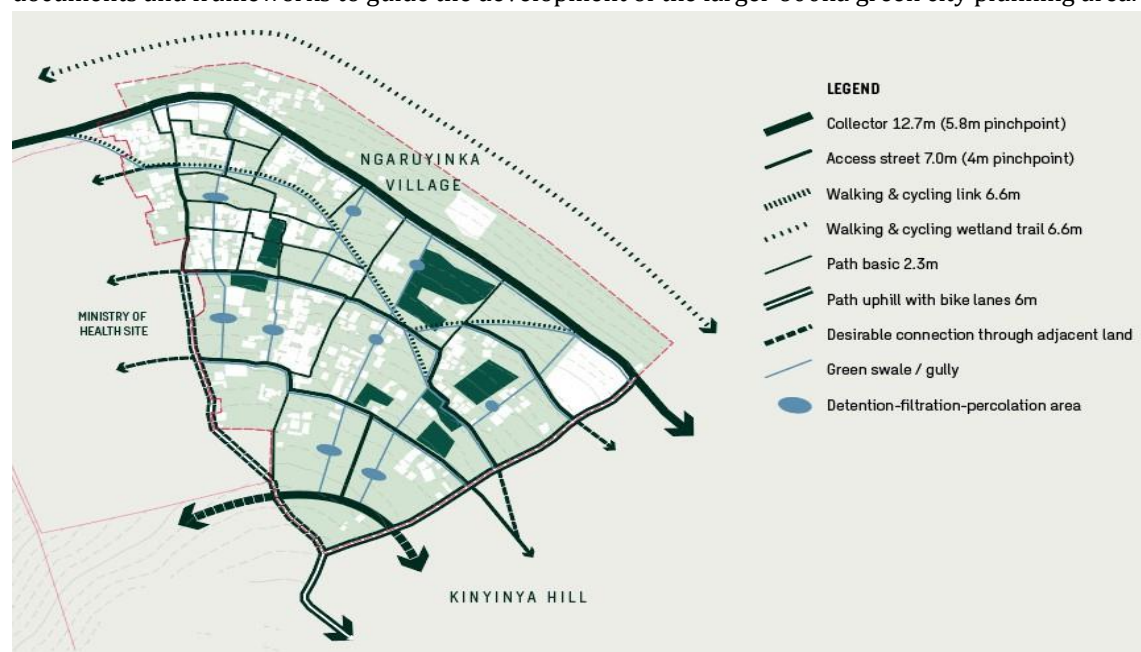 documents and frameworks to guide the development of the larger 600ha green city planning area.
NGARUYINKA
VILLAGE
MINISTRY OF
HEALTH SITE
KINYINYA HILL
LEGEND
Collector 12.7m (5.8m pinchpoint)
Access street 7.0m (4m pinchpoint)
Walking & cycling link 6.6m
Walking & cycling wetland trail 6.6m
Path basic 2.3m
Path uphill with bike lanes 6m
Desirable connection through adjacent land
Green swale / gully
Detention-filtration-percolation area